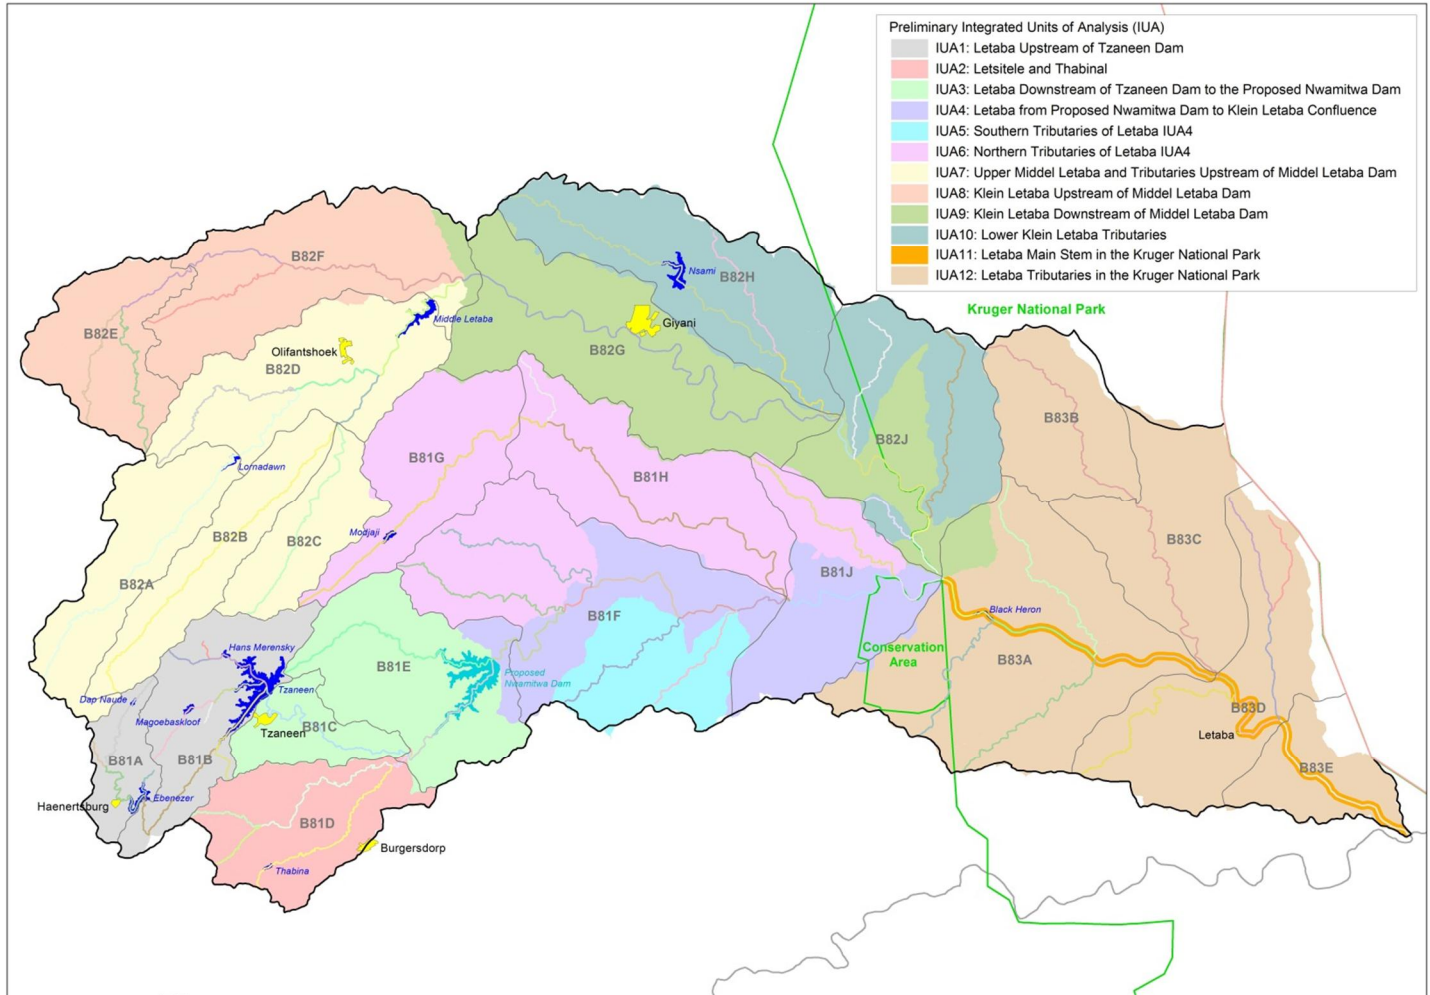 Preliminary Integrated Units of Analysis (IUA)
IUA1: Letaba Upstream of Tzaneen Dam
IUA2: Letsitele and Thabinal
IUA3: Letaba Downstream of Tzaneen Dam to the Proposed Nwamitwa Dam
IUA4: Letaba from Proposed Nwamitwa Dam to Klein Letaba Confluence
IUA5: Southern Tributaries of Letaba IUA4
IUA6: Northern Tributaries of Letaba IUA4
IUA7: Upper Middel Letaba and Tributaries Upstream of Middel Letaba Dam
IUA8: Klein Letaba Upstream of Middel Letaba Dam
IUA9: Klein Letaba Downstream of Middel Letaba Dam
IUA10: Lower Klein Letaba Tributaries
IUA11: Letaba Main Stem in the Kruger National Park
IUA12: Letaba Tributaries in the Kruger National Park
Kruger National Park
B82F
Nsami
B82H
B82E
Middle Letaba
Giyani
Olifantshoek
B82G
B82D
B83B
B82J
B81G
Lornadawn
B81H
Modjaji
B82B
B82C
B83C
B81J
B82A
Black Heron
B81F
Hans Merensky
Conservation
Area
B81E
B83A
Proposed
Nwamitwa Dam
Tzaneen
Dap Naude
Magoebaskloof
B83D
B81C
Tzaneen
Letaba
B81A
B81B
B83E
Ebenezer
Haenertsburg
B81D
Burgersdorp
Thabina